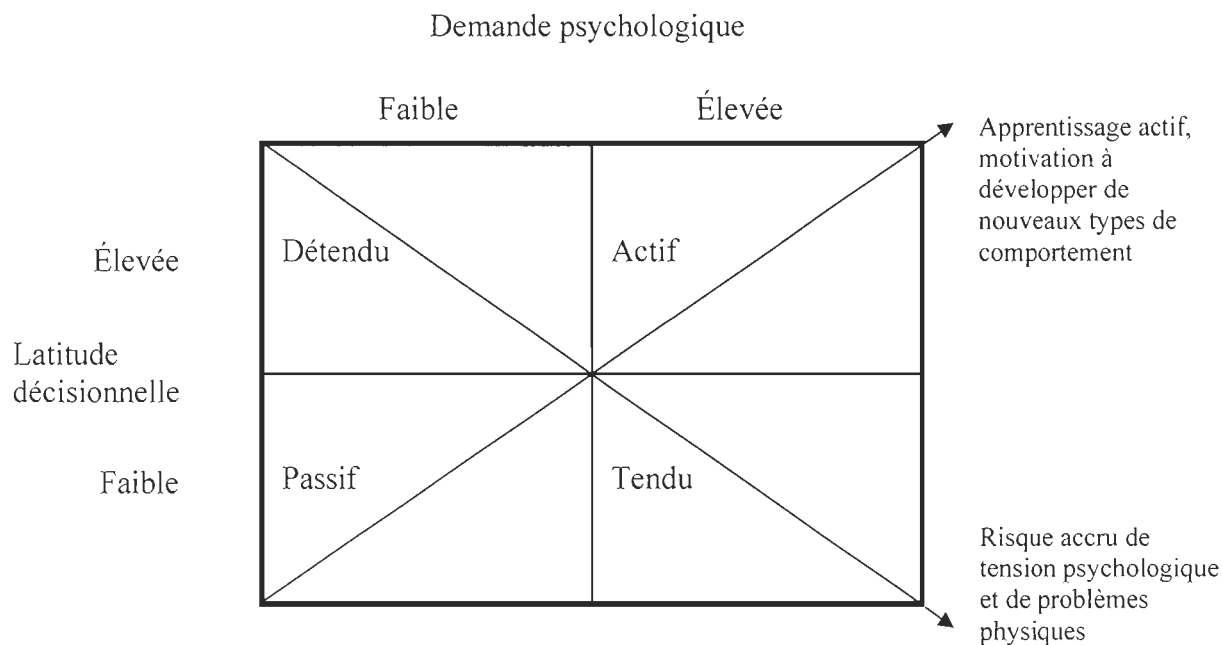 Demande psychologique
Faible
Élevée
Apprentissage actif,
motivation à
développer de
nouveaux types de
comportement
Élevée
Détendu
Actif
Latitude
décisionnelle
Faible
Passif
Tendu
Risque accru de
tension psychologique
et de problèmes
physiques